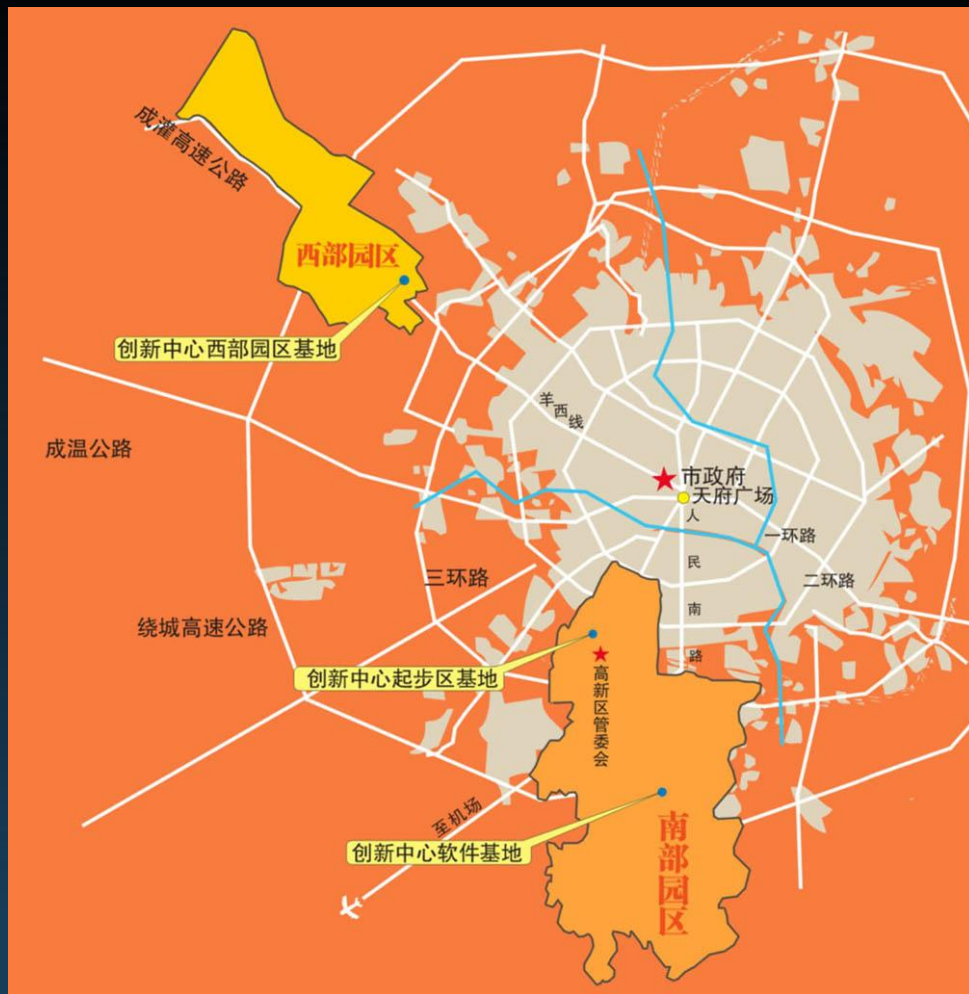 成灌高速公路
西部园区
创新中心西部园区基地
羊西线
成温公路
市政府
天府广场
人民南路
一环路
三环路
二环路
绕城高速公路
创新中心起步区基地
高新区管委会
至机场
创新中心软件基地
南部园区